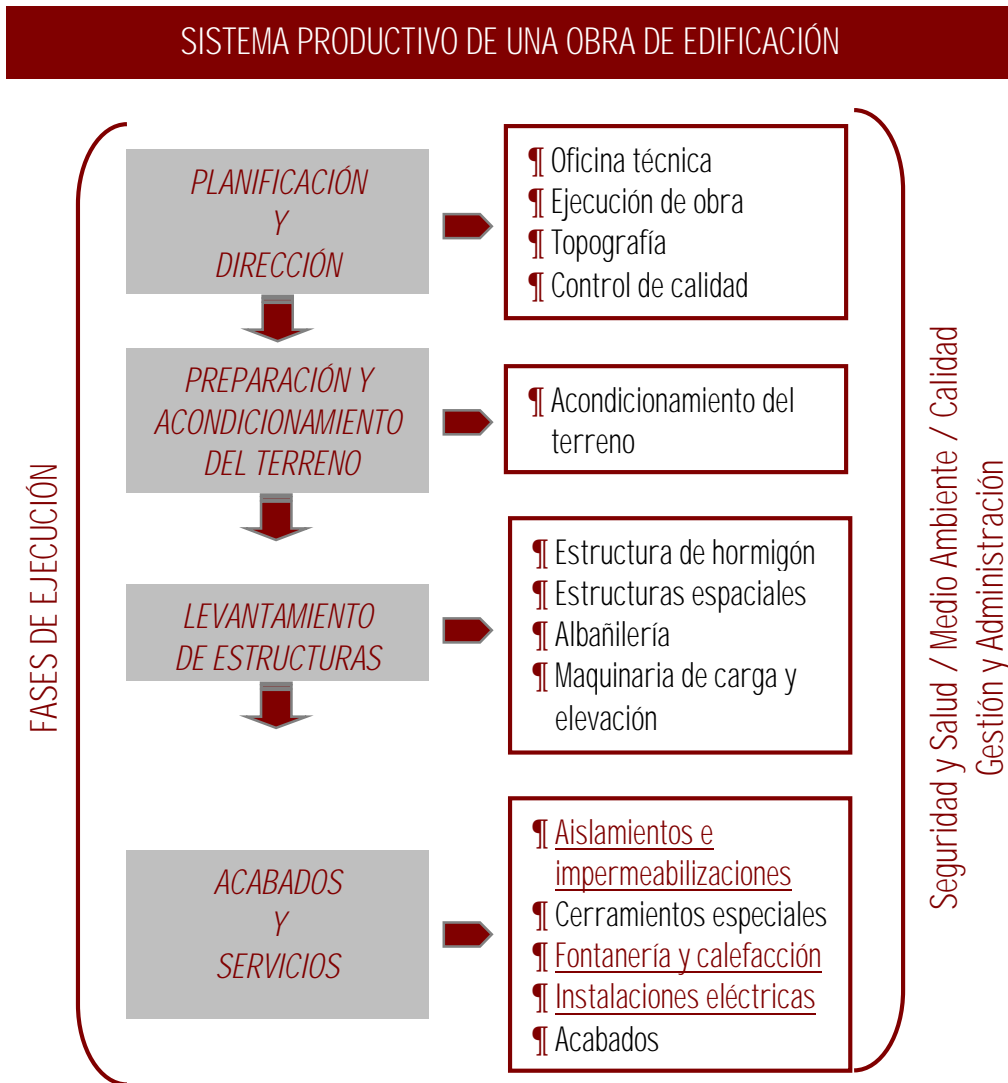 SISTEMA PRODUCTIVO DE UNA OBRA DE EDIFICACIÓN
FASES DE EJECUCIÓN
PLANIFICACIÓN
Y
DIRECCIÓN
¶ Oficina técnica
¶ Ejecución de obra
¶ Topografía
¶ Control de calidad
PREPARACIÓN Y
ACONDICIONAMIENTO
DEL TERRENO
¶ Acondicionamiento del
terreno
LEVANTAMIENTO
DE ESTRUCTURAS
¶ Estructura de hormigón
¶ Estructuras espaciales
¶ Albañilería
¶ Maquinaria de carga y
elevación
ACABADOS
Y
SERVICIOS
¶ Aislamientos e
impermeabilizaciones
¶ Cerramientos especiales
¶ Fontanería y calefacción
¶ Instalaciones eléctricas
¶ Acabados
Seguridad y Salud / Medio Ambiente / Calidad
Gestión y Administración